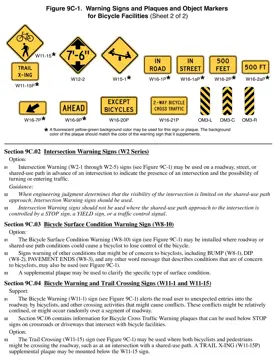 Figure 9C-1. Warning Signs and Plaques and Object Markers
for Bicycle Facilities (Sheet 2 of 2)
W11-15★
TRAIL
X-ING
W11-15P★
7'-6"
W12-2
W15-1★
IN
ROAD
W16-1P★
IN
STREET
W16-1aP★
500
FEET
W16-2P★
500 FT
W16-2aP★
W16-7P★
AHEAD
W16-9P★
EXCEPT
BICYCLES
W16-20P
2-WAY BICYCLE
CROSS TRAFFIC
W16-21P
OM3-L
OM3-C
OM3-R
★ A fluorescent yellow-green background color may be used for this sign or plaque. The background
color of the plaque should match the color of the warning sign that it supplements.
Section 9C.02 Intersection Warning Signs (W2 Series)
Option:
Intersection Warning (W2-1 through W2-5) signs (see Figure 9C-1) may be used on a roadway, street, or
shared-use path in advance of an intersection to indicate the presence of an intersection and the possibility of
turning or entering traffic.
Guidance:
When engineering judgment determines that the visibility of the intersection is limited on the shared-use path
approach, Intersection Warning signs should be used.
Intersection Warning signs should not be used where the shared-use path approach to the intersection is
controlled by a STOP sign, a YIELD sign, or a traffic control signal.
Section 9C.03 Bicycle Surface Condition Warning Sign (W8-10)
Option:
The Bicycle Surface Condition Warning (W8-10) sign (see Figure 9C-1) may be installed where roadway or
shared-use path conditions could cause a bicyclist to lose control of the bicycle.
Signs warning of other conditions that might be of concern to bicyclists, including BUMP (W8-1), DIP
(W8-2), PAVEMENT ENDS (W8-3), and any other word message that describes conditions that are of concern
to bicyclists, may also be used (see Figure 9C-1).
A supplemental plaque may be used to clarify the specific type of surface condition.
Section 9C.04 Bicycle Warning and Trail Crossing Signs (W11-1 and W11-15)
Support:
The Bicycle Warning (W11-1) sign (see Figure 9C-1) alerts the road user to unexpected entries into the
roadway by bicyclists, and other crossing activities that might cause conflicts. These conflicts might be relatively
confined, or might occur randomly over a segment of roadway.
Section 9C.06 contains information for Bicycle Cross Traffic Warning plaques that can be used below STOP
signs on crossroads or driveways that intersect with bicycle facilities.
Option:
The Trail Crossing (W11-15) sign (see Figure 9C-1) may be used where both bicyclists and pedestrians
might be crossing the roadway, such as at an intersection with a shared-use path. A TRAIL X-ING (W11-15P)
supplemental plaque may be mounted below the W11-15 sign.